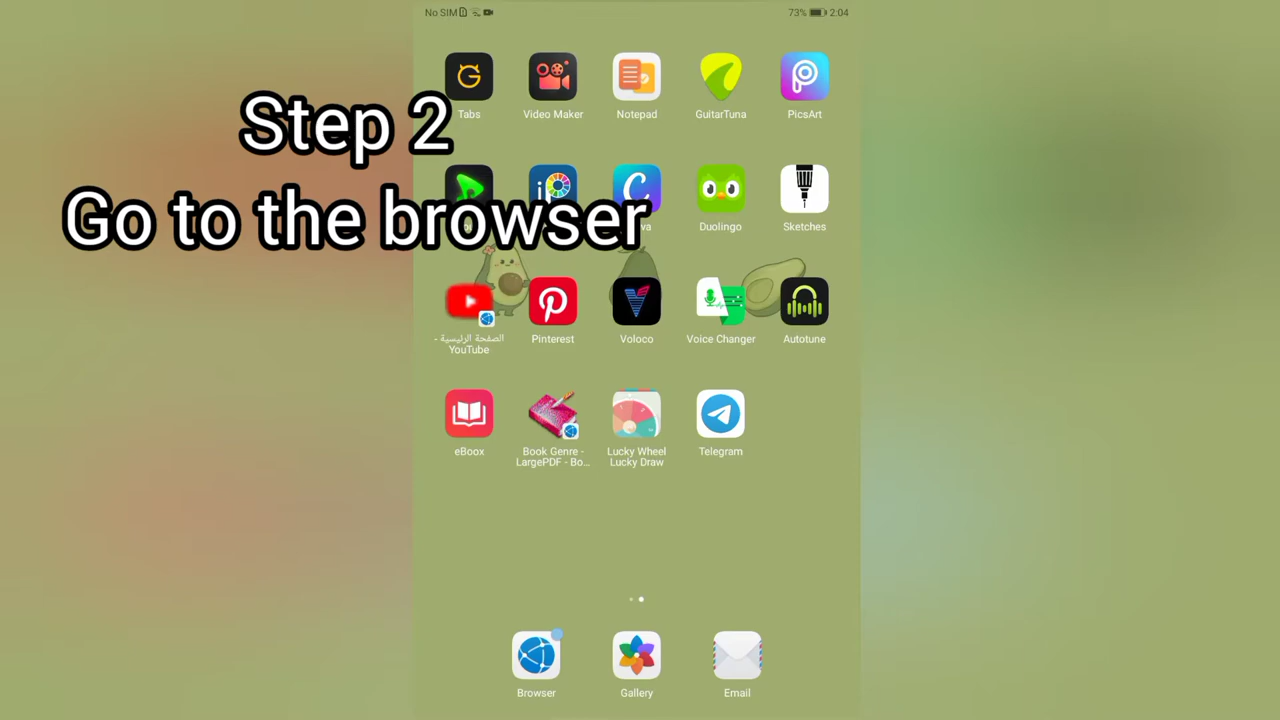 No SIM
73%
2:04
Step 2
Go to the browser
Tabs
Video Maker
Notepad
GuitarTuna
PicsArt
Duolingo
Sketches
الصفحة الرئيسية -
YouTube
Pinterest
Voloco
Voice Changer
Autotune
eBoox
Book Genre -
LargePDF - Bo...
Lucky Wheel
Lucky Draw
Telegram
Browser
Gallery
Email